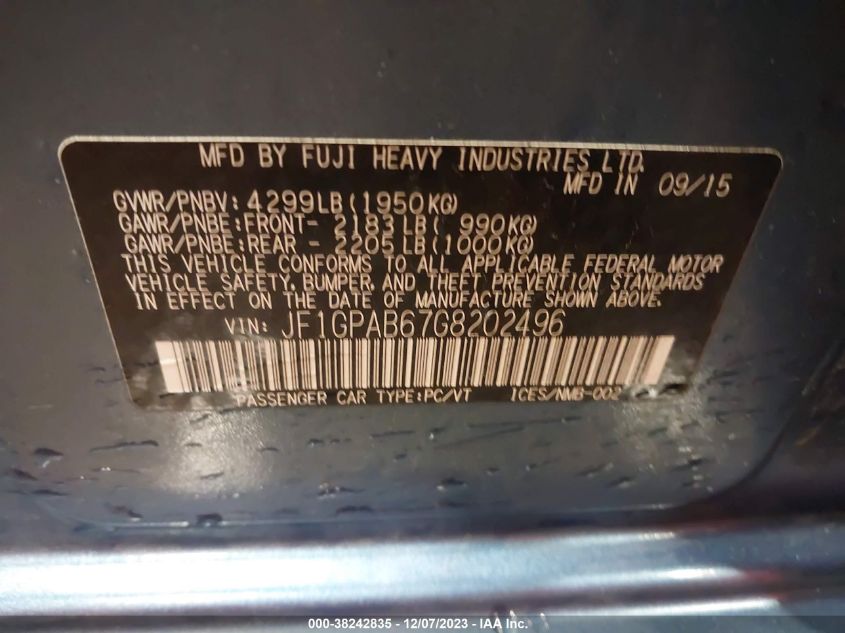 MFD BY FUJI HEAVY INDUSTRIES LTD.
MFD IN 09/15
GVWR/PNBV: 4299LB(1950KG)
GAWR/PNBE:FRONT- 2183LB( 990KG)
GAWR/PNBE:REAR - 2205LB(1000KG)
THIS VEHICLE CONFORMS TO ALL APPLICABLE FEDERAL MOTOR
VEHICLE SAFETY, BUMPER, AND THEFT PREVENTION STANDARDS
IN EFFECT ON THE DATE OF MANUFACTURE SHOWN ABOVE.
VIN: JF1GPAB67G8202496
PASSENGER CAR TYPE:PC/VT ICES/NMB-002
000-38242835 - 12/07/2023 - © IAA, Inc.